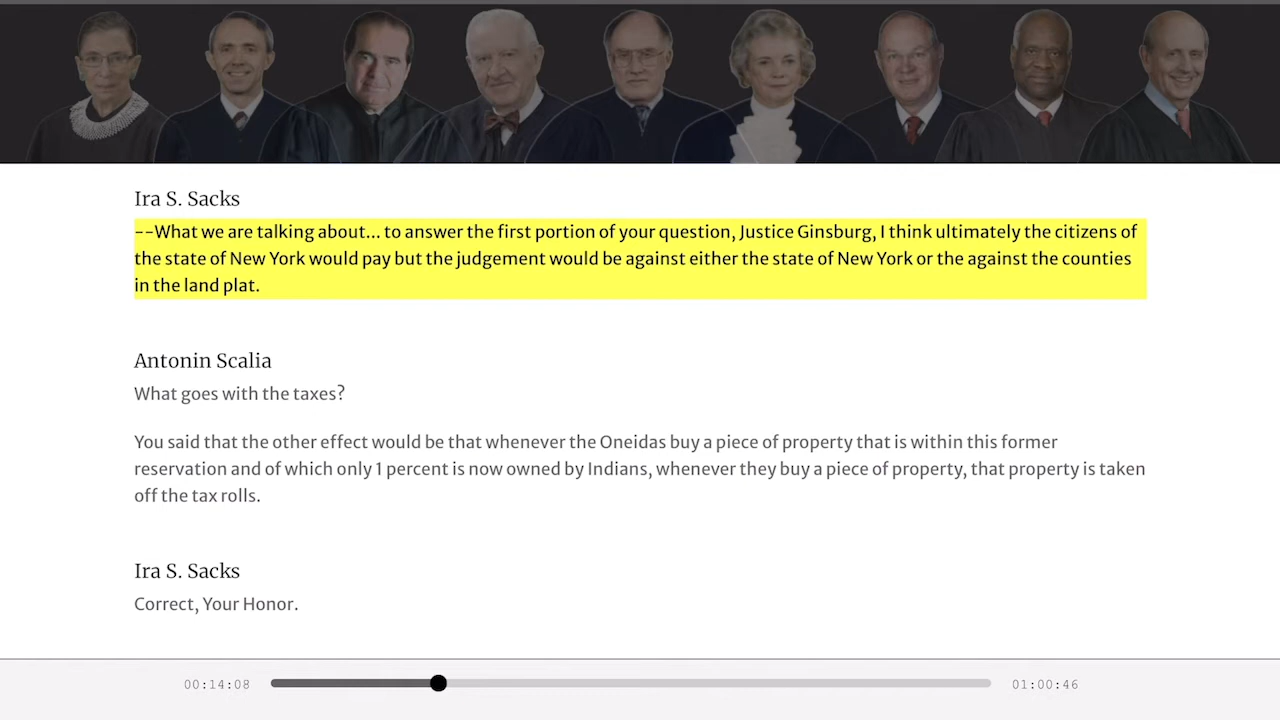 Ira S. Sacks
--What we are talking about... to answer the first portion of your question, Justice Ginsburg, I think ultimately the citizens of
the state of New York would pay but the judgement would be against either the state of New York or the against the counties
in the land plat.
Antonin Scalia
What goes with the taxes?
You said that the other effect would be that whenever the Oneidas buy a piece of property that is within this former
reservation and of which only 1 percent is now owned by Indians, whenever they buy a piece of property, that property is taken
off the tax rolls.
Ira S. Sacks
Correct, Your Honor.
00:14:08
01:00:46